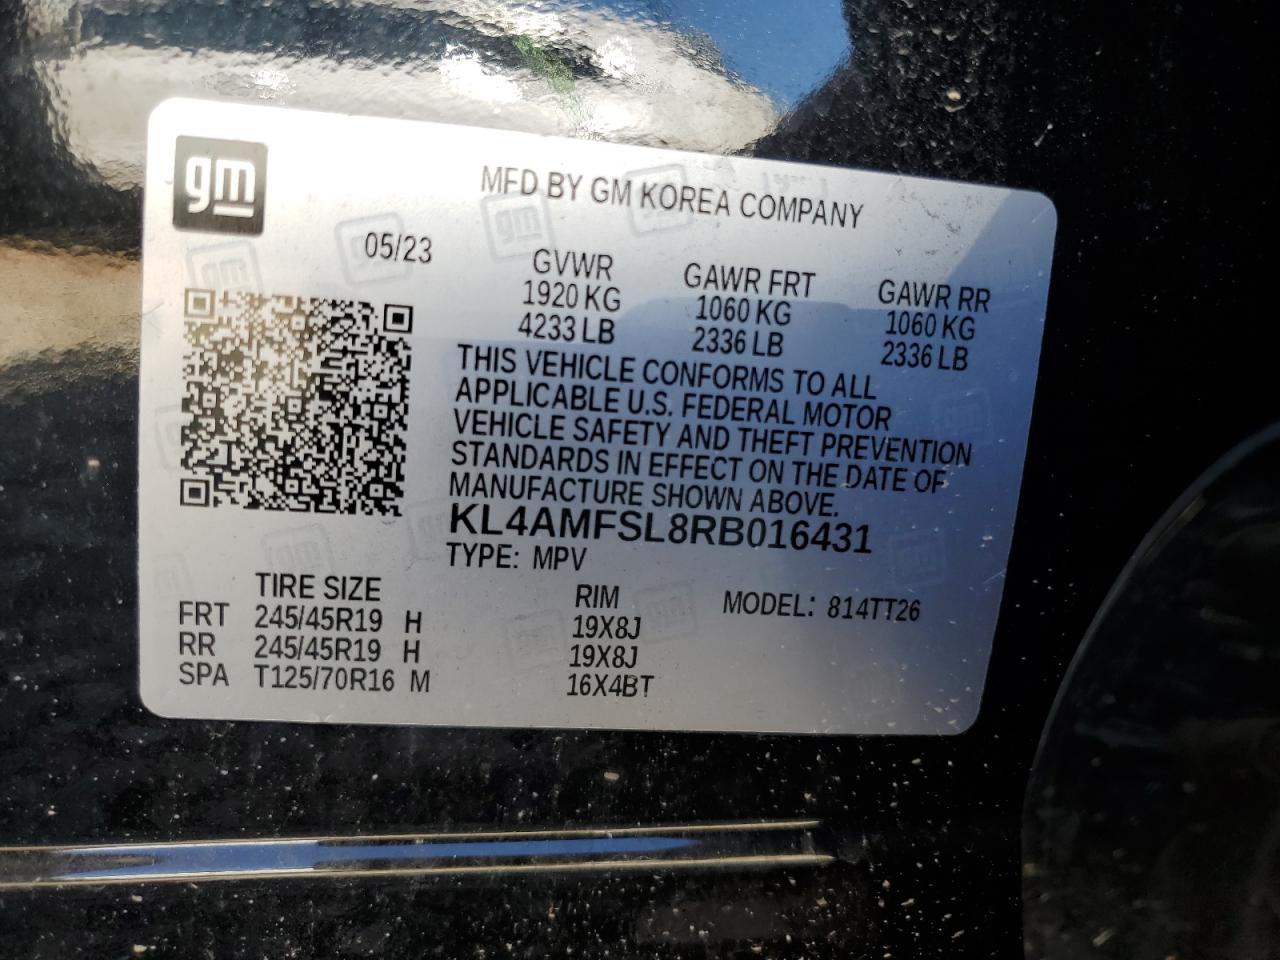 gm
MFD BY GM KOREA COMPANY
05/23
GVWR GAWR FRT GAWR RR
1920 KG 1060 KG 1060 KG
4233 LB 2336 LB 2336 LB
THIS VEHICLE CONFORMS TO ALL
APPLICABLE U.S. FEDERAL MOTOR
VEHICLE SAFETY AND THEFT PREVENTION
STANDARDS IN EFFECT ON THE DATE OF
MANUFACTURE SHOWN ABOVE.
KL4AMFSL8RB016431
TYPE: MPV
TIRE SIZE RIM MODEL: 814TT26
FRT 245/45R19 H 19X8J
RR 245/45R19 H 19X8J
SPA T125/70R16 M 16X4BT